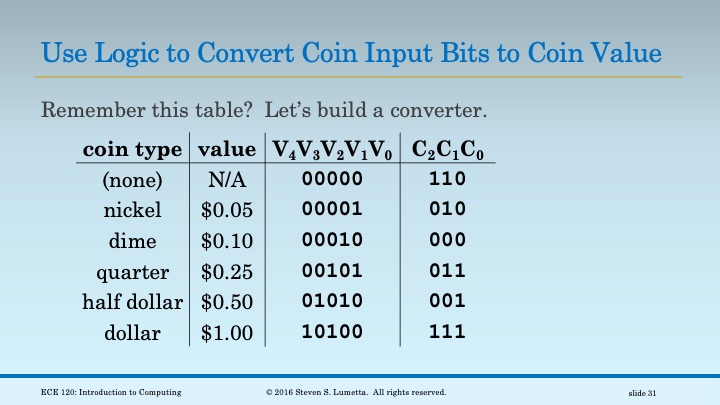 Use Logic to Convert Coin Input Bits to Coin Value
Remember this table? Let's build a converter.
coin type value V₄V₃V₂V₁V₀ C₂C₁C₀
(none) N/A 00000 110
nickel $0.05 00001 010
dime $0.10 00010 000
quarter $0.25 00101 011
half dollar $0.50 01010 001
dollar $1.00 10100 111
ECE 120: Introduction to Computing © 2016 Steven S. Lumetta. All rights reserved. slide 31